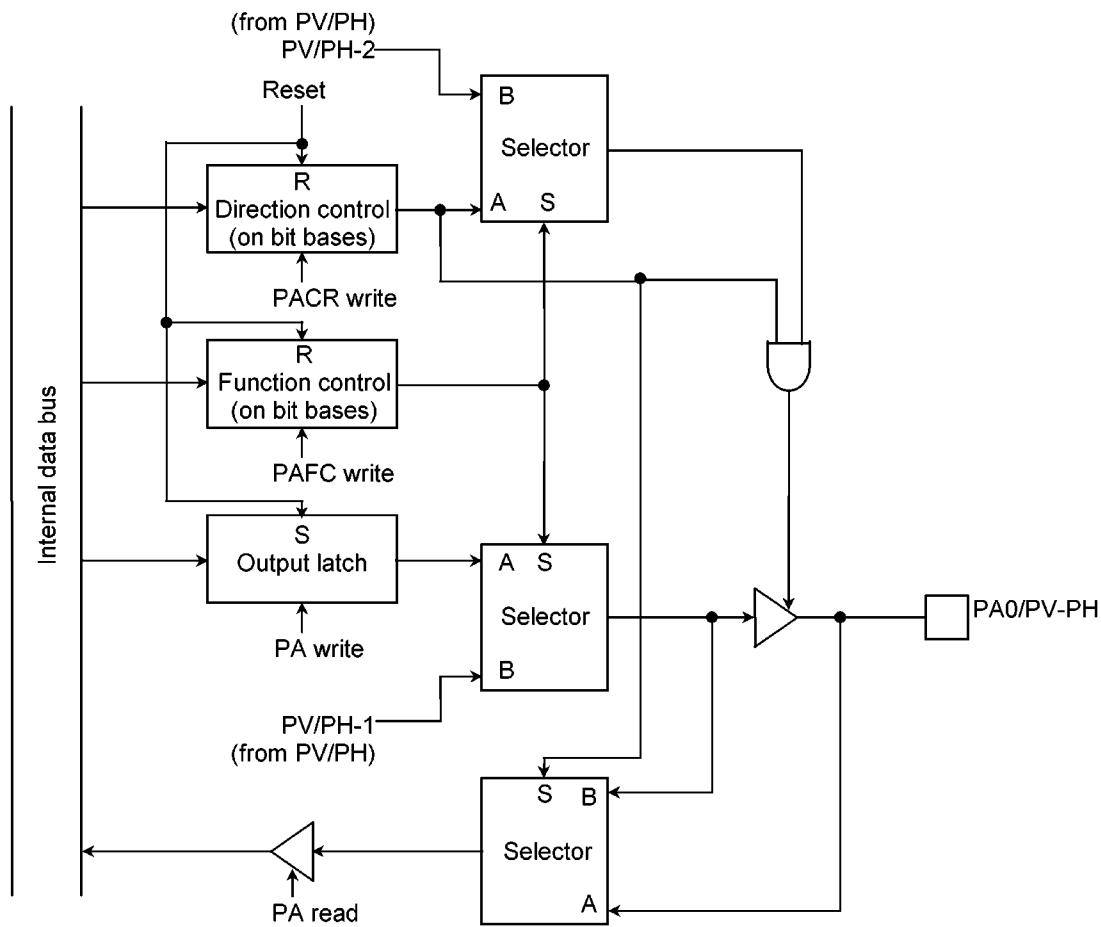 (from PV/PH)
PV/PH-2
Reset
B
Selector
A S
R
Direction control
(on bit bases)
PACR write
R
Function control
(on bit bases)
PAFC write
Internal data bus
S
Output latch
PA write
A S
Selector
B
PA0/PV-PH
PV/PH-1
(from PV/PH)
S B
Selector
A
PA read